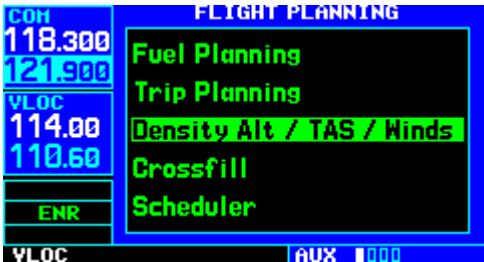 COM
118.300
121.900
VLOC
114.00
110.60
ENR
FLIGHT PLANNING
Fuel Planning
Trip Planning
Density Alt / TAS / Winds
Crossfill
Scheduler
VLOC
AUX